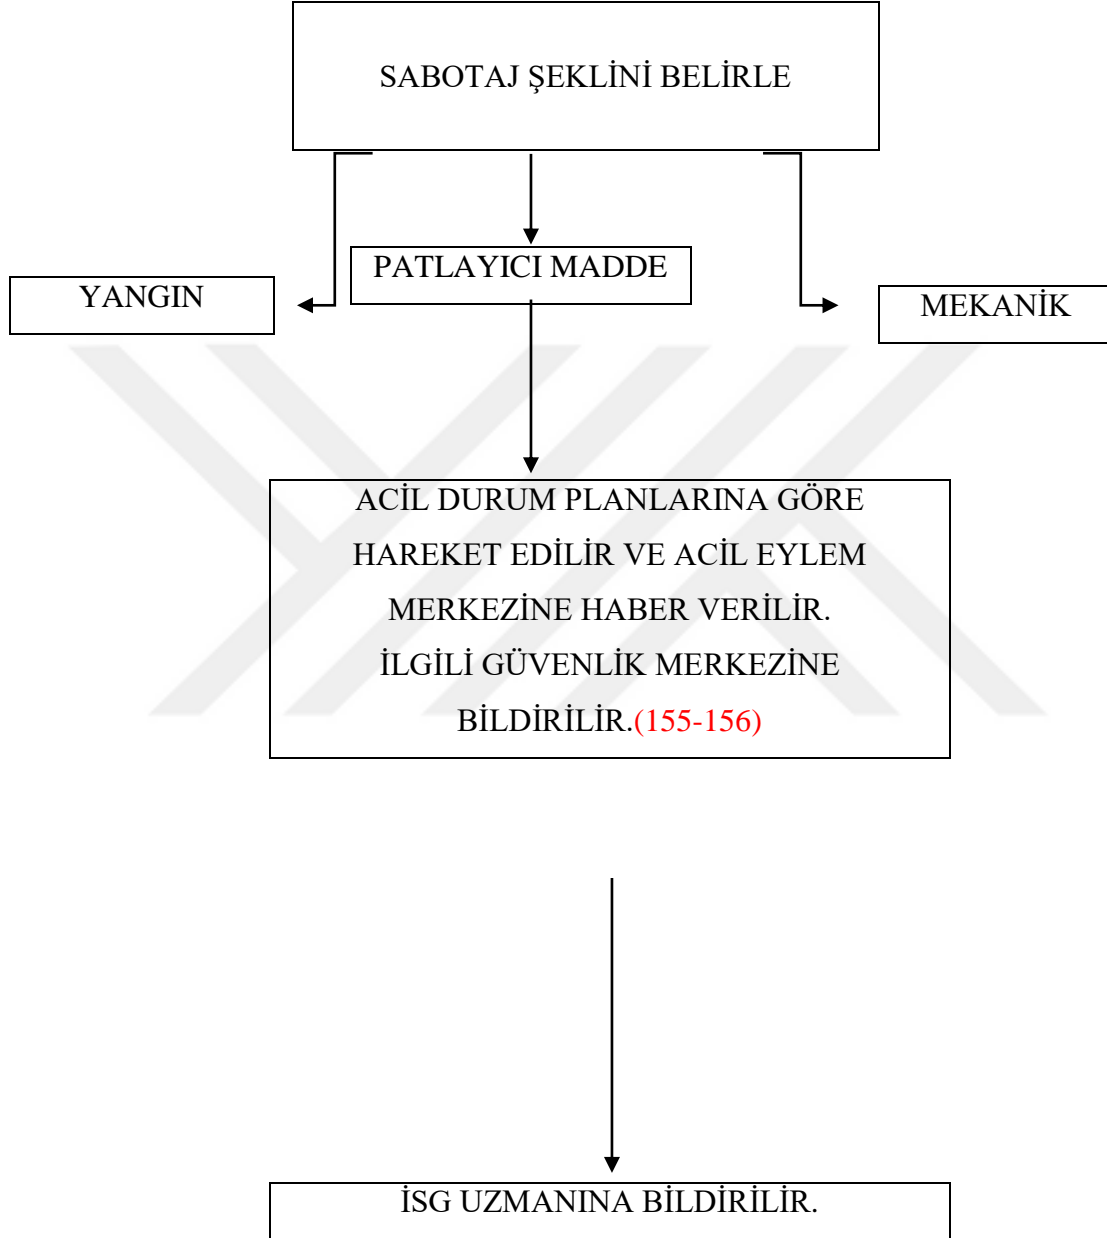 SABOTAJ ŞEKLİNİ BELİRLE
PATLAYICI MADDE
YANGIN
MEKANİK
ACİL DURUM PLANLARINA GÖRE
HAREKET EDİLİR VE ACİL EYLEM
MERKEZİNE HABER VERİLİR.
İLGİLİ GÜVENLİK MERKEZİNE
BİLDİRİLİR.(155-156)
İSG UZMANINA BİLDİRİLİR.